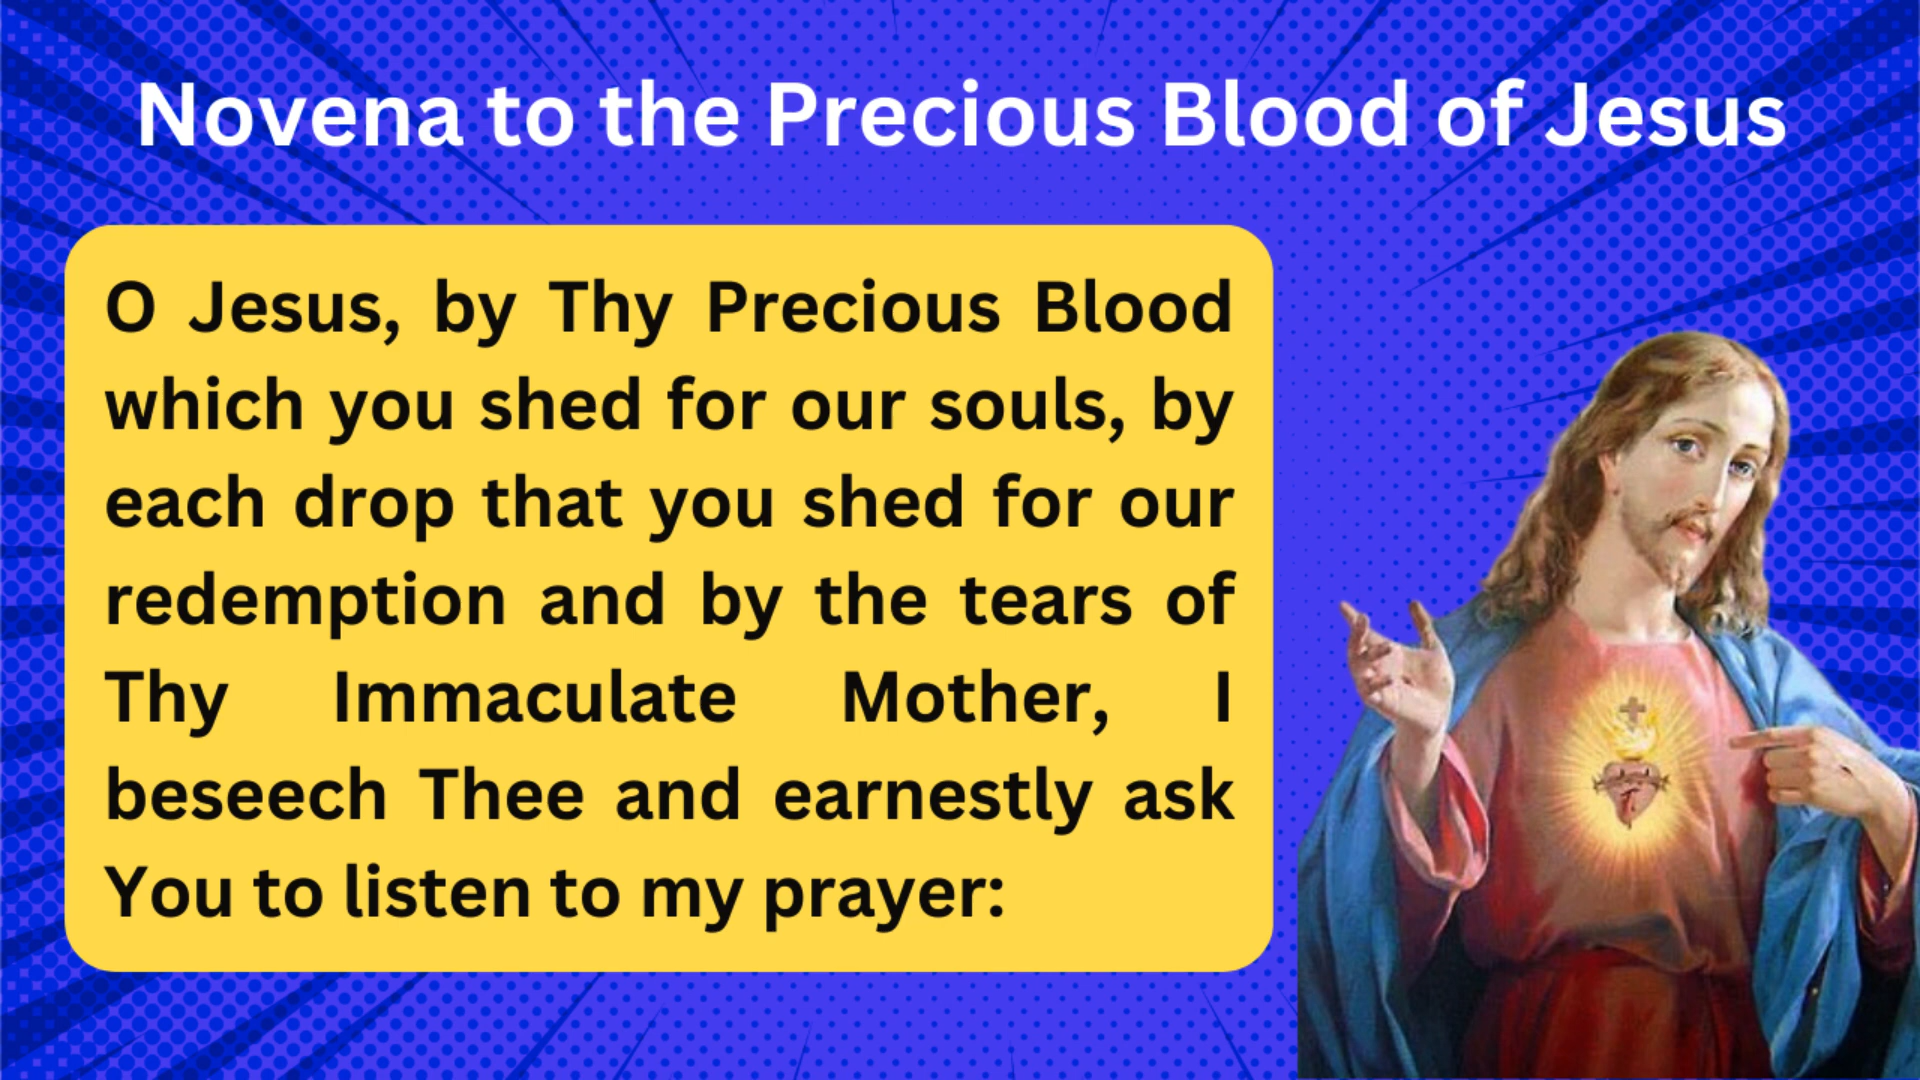 Novena to the Precious Blood of Jesus
O Jesus, by Thy Precious Blood
which you shed for our souls, by
each drop that you shed for our
redemption and by the tears of
Thy Immaculate Mother, I
beseech Thee and earnestly ask
You to listen to my prayer: